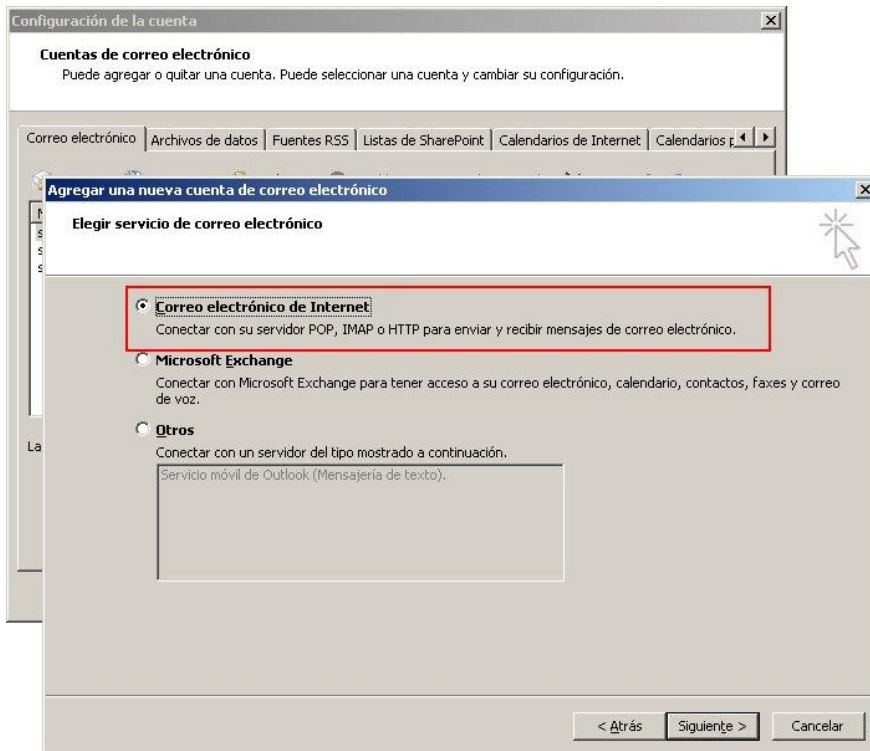 Configuración de la cuenta
Cuentas de correo electrónico
Puede agregar o quitar una cuenta. Puede seleccionar una cuenta y cambiar su configuración.
Correo electrónico Archivos de datos Fuentes RSS Listas de SharePoint Calendarios de Internet Calendarios
Agregar una nueva cuenta de correo electrónico
Elegir servicio de correo electrónico
Correo electrónico de Internet
Conectar con su servidor POP, IMAP o HTTP para enviar y recibir mensajes de correo electrónico.
Microsoft Exchange
Conectar con Microsoft Exchange para tener acceso a su correo electrónico, calendario, contactos, faxes y correo
de voz.
Otros
La
Conectar con un servidor del tipo mostrado a continuación.
Servicio móvil de Outlook (Mensajería de texto).
< Atrás Siguiente > Cancelar